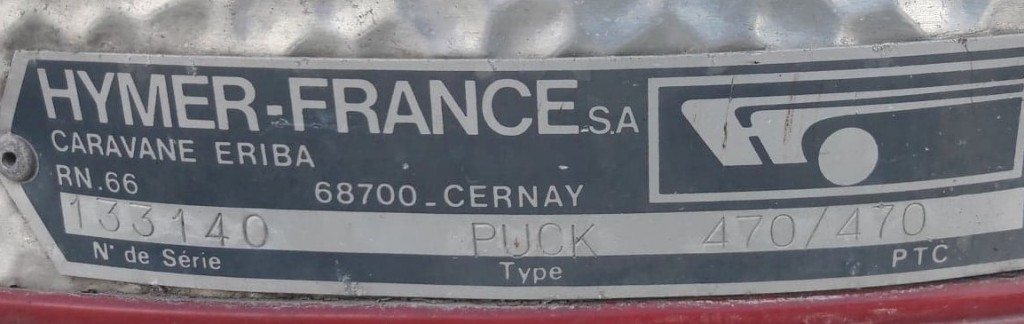 HYMER-FRANCE S.A
CARAVANE ERIBA
RN.66 68700-CERNAY
133140 PUCK 470/470
N° de Série Type PTC